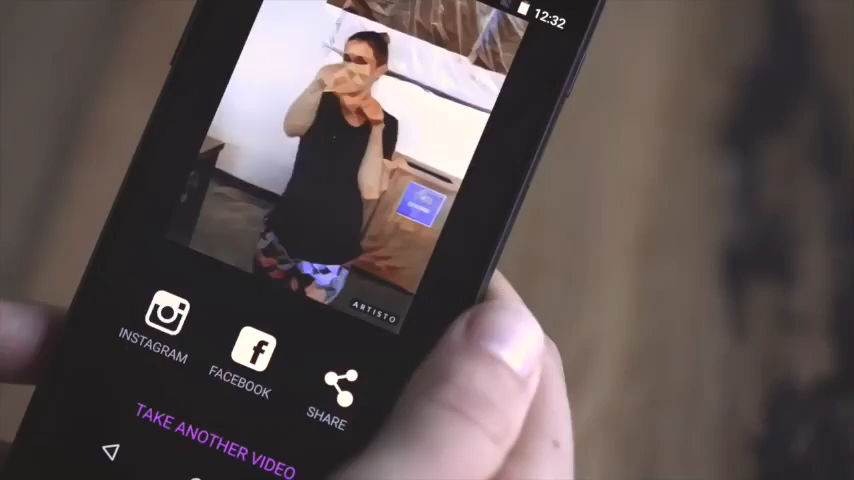 12:32
ARTISTO
INSTAGRAM
FACEBOOK
SHARE
TAKE ANOTHER VIDEO